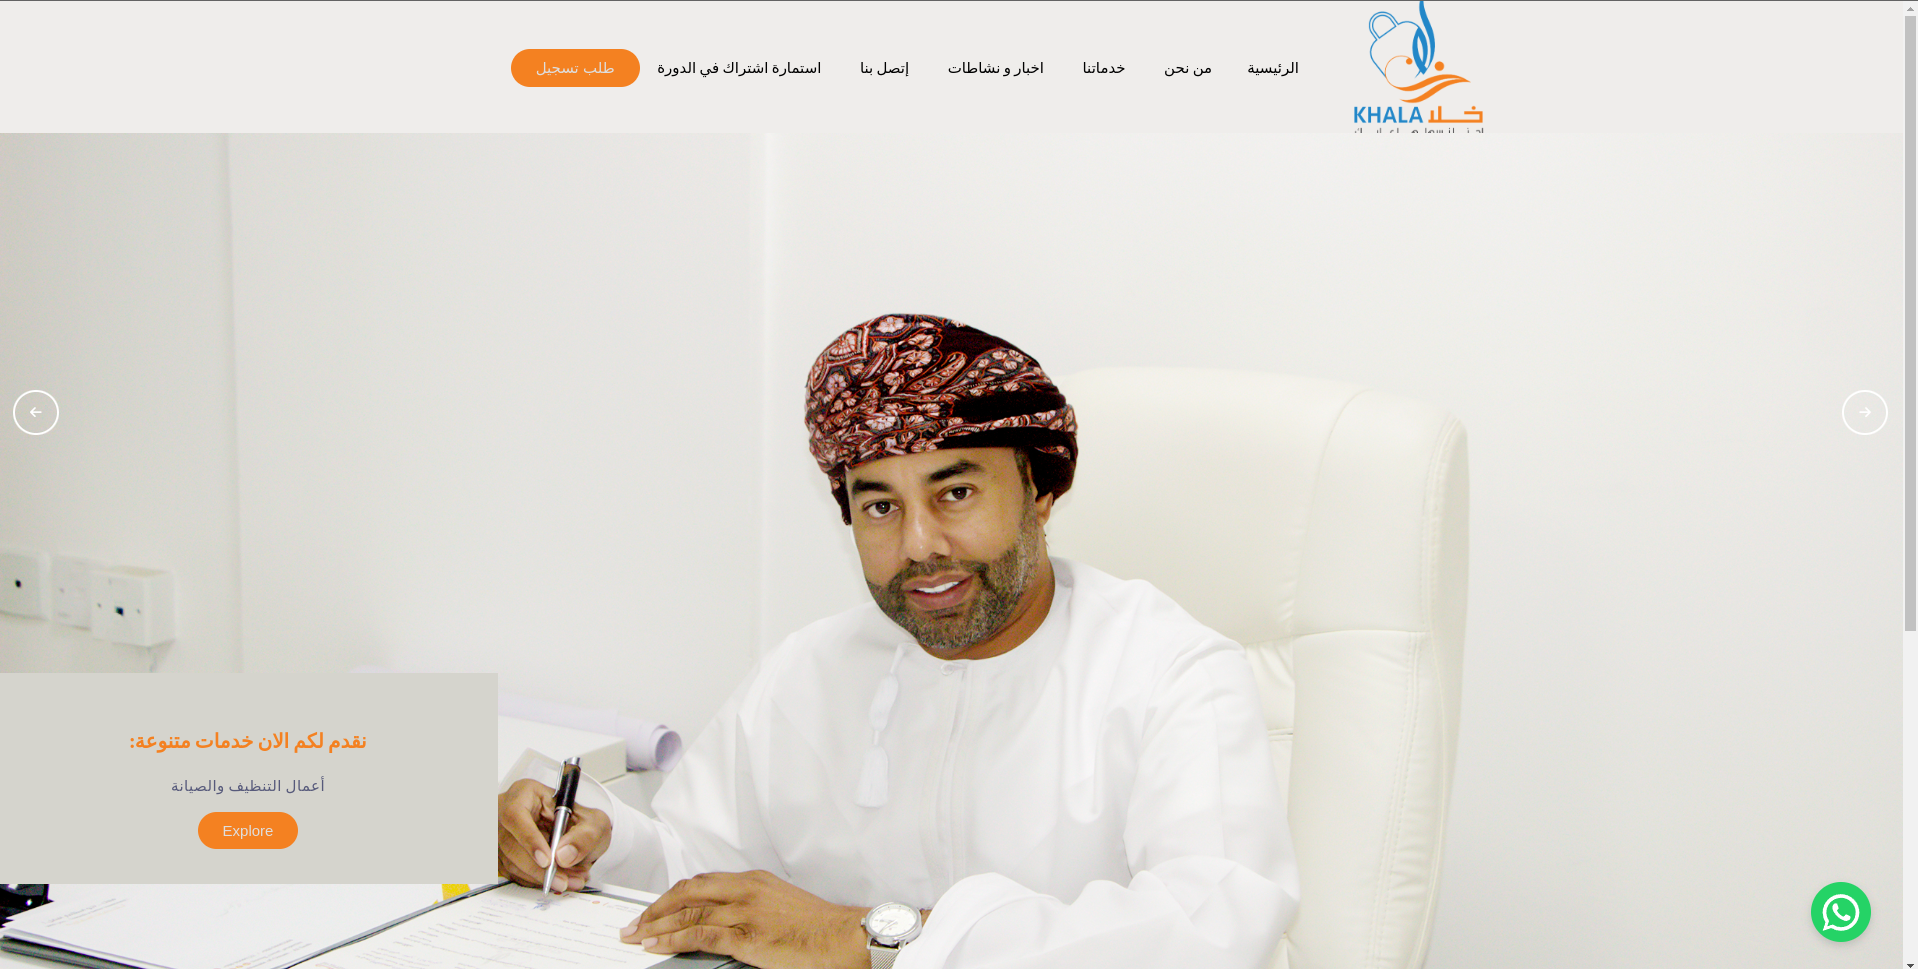 KHALA خلا
الرئيسية
من نحن
خدماتنا
اخبار و نشاطات
إتصل بنا
استمارة اشتراك في الدورة
طلب تسجيل
نقدم لكم الان خدمات متنوعة:
أعمال التنظيف والصيانة
Explore